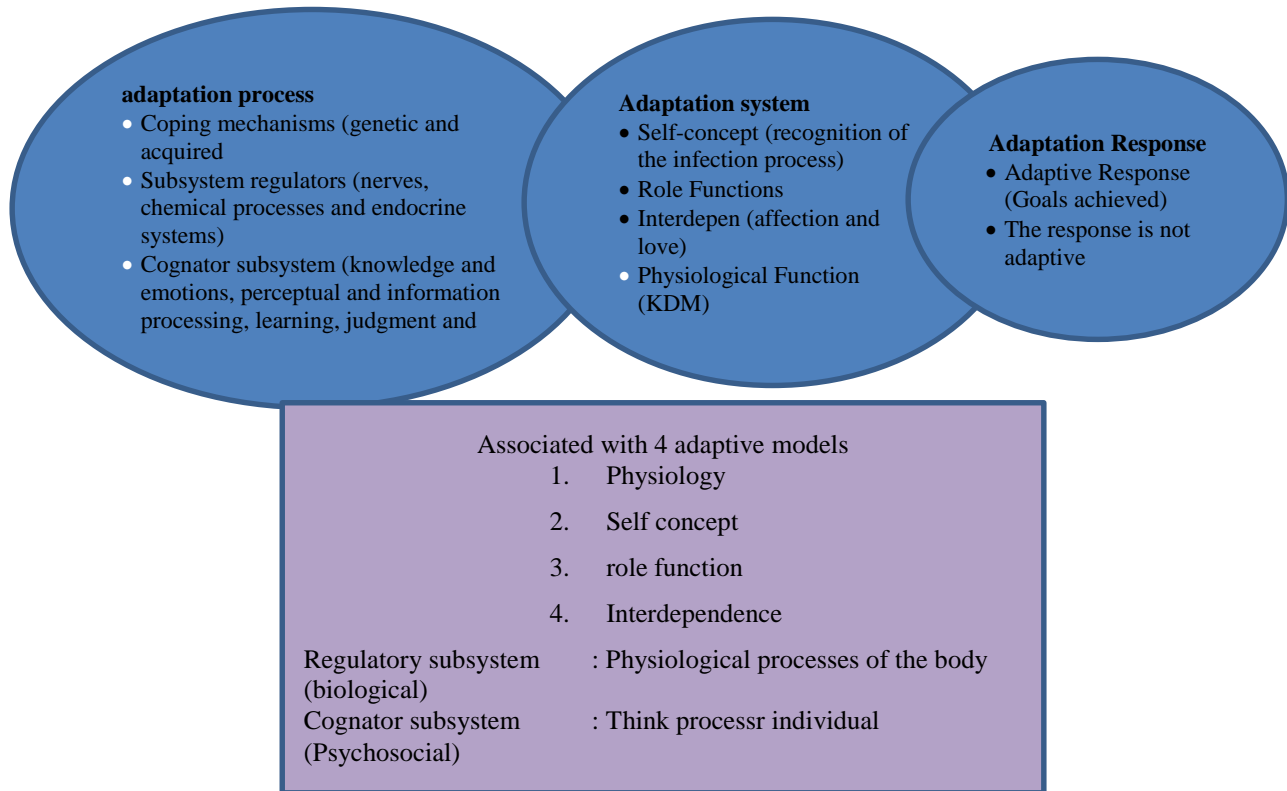 adaptation process
• Coping mechanisms (genetic and
acquired
• Subsystem regulators (nerves,
chemical processes and endocrine
systems)
• Cognator subsystem (knowledge and
emotions, perceptual and information
processing, learning, judgment and
Adaptation system
• Self-concept (recognition of
the infection process)
• Role Functions
• Interdepen (affection and
love)
• Physiological Function
(KDM)
Adaptation Response
• Adaptive Response
(Goals achieved)
• The response is not
adaptive
Associated with 4 adaptive models
1. Physiology
2. Self concept
3. role function
4. Interdependence
Regulatory subsystem : Physiological processes of the body
(biological)
Cognator subsystem : Think processr individual
(Psychosocial)